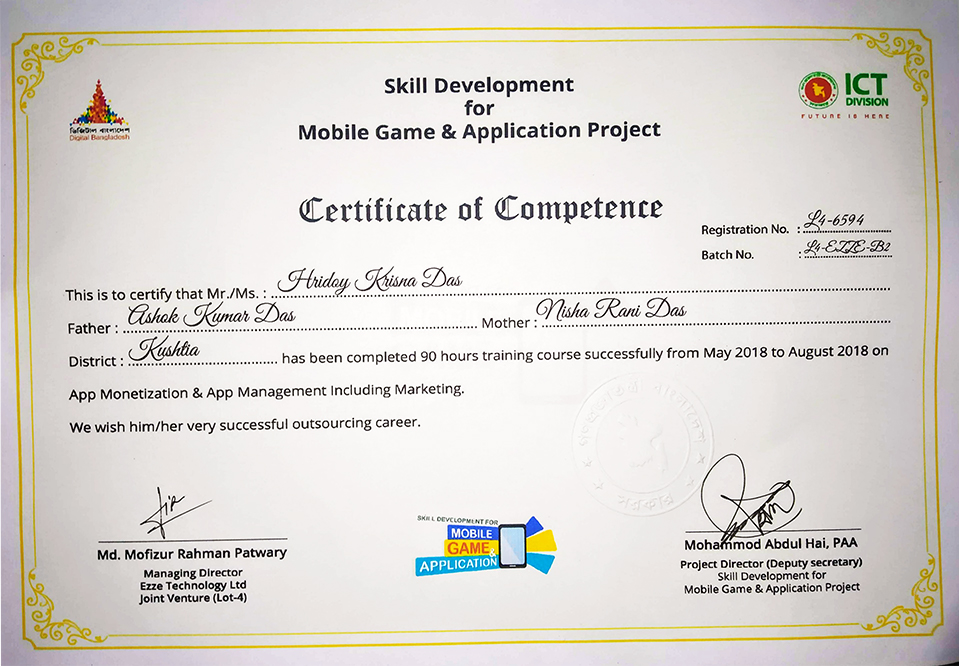 Skill Development
for
Mobile Game & Application Project
ডিজিটাল বাংলাদেশ
Digital Bangladesh
ICT
DIVISION
FUTURE IS HERE
Certificate of Competence
Registration No. : L4-6594
Batch No. : L4-EZZE-B2
This is to certify that Mr./Ms. : Hridoy Krisna Das
Father : Ashok Kumar Das Mother : Nisha Rani Das
District : Kushtia has been completed 90 hours training course successfully from May 2018 to August 2018 on
App Monetization & App Management Including Marketing.
We wish him/her very successful outsourcing career.
Md. Mofizur Rahman Patwary
Managing Director
Ezze Technology Ltd
Joint Venture (Lot-4)
SKILL DEVELOPMENT FOR
MOBILE
GAME &
APPLICATION
Mohammod Abdul Hai, PAA
Project Director (Deputy secretary)
Skill Development for
Mobile Game & Application Project